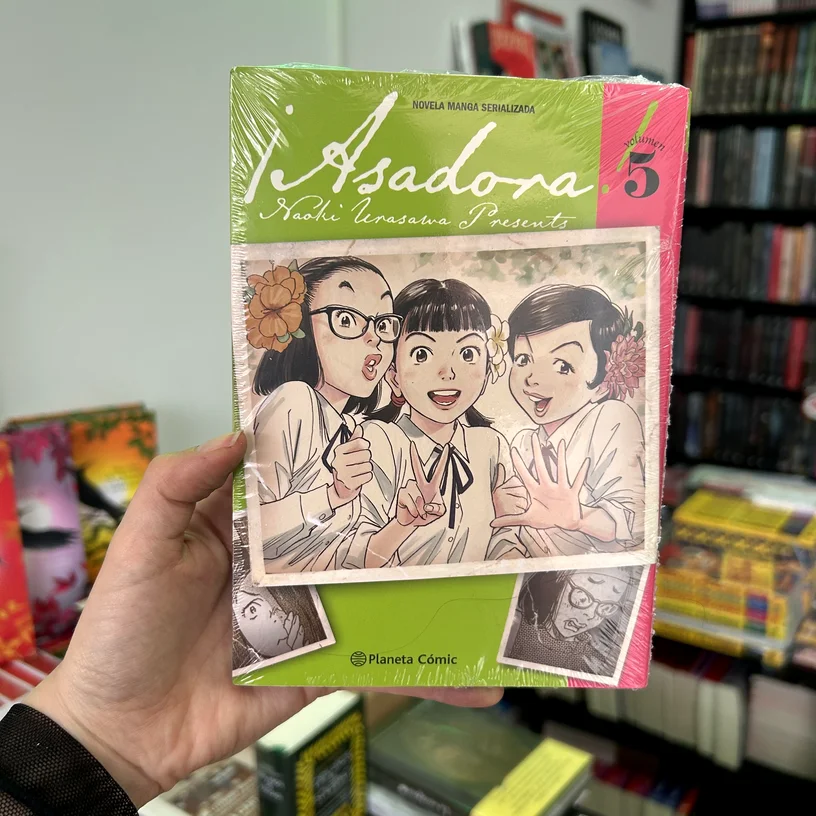 NOVELA MANGA SERIALIZADA
¡Asadora!
Naoki Urasawa Presents
volumen
5
Planeta Cómic